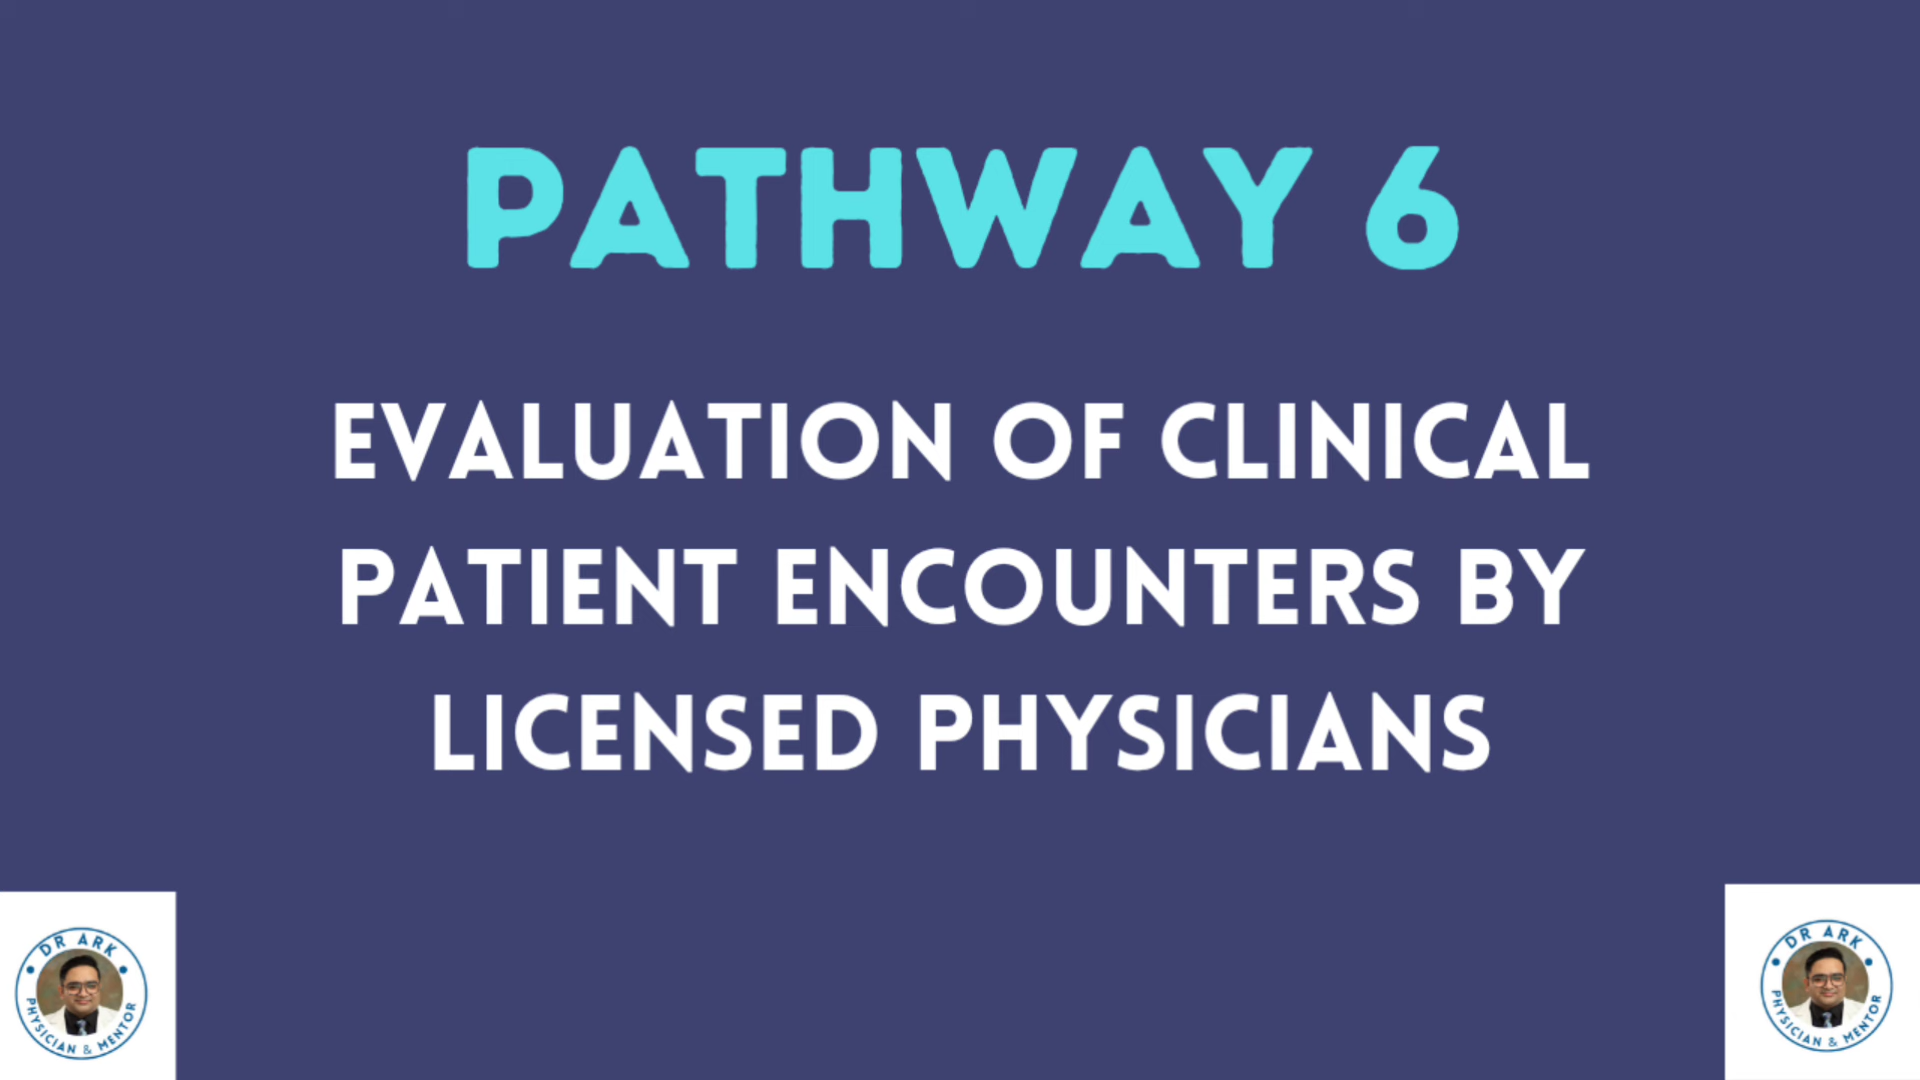 PATHWAY 6
EVALUATION OF CLINICAL
PATIENT ENCOUNTERS BY
LICENSED PHYSICIANS
DR ARK
PHYSICIAN & MENTOR
DR ARK
PHYSICIAN & MENTOR